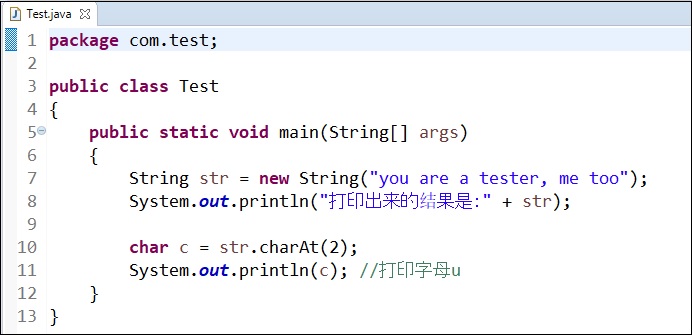 Test.java
1 package com.test;
2
3 public class Test
4 {
5 public static void main(String[] args)
6 {
7 String str = new String("you are a tester, me too");
8 System.out.println("打印出来的结果是:" + str);
9
10 char c = str.charAt(2);
11 System.out.println(c); //打印字母u
12 }
13 }